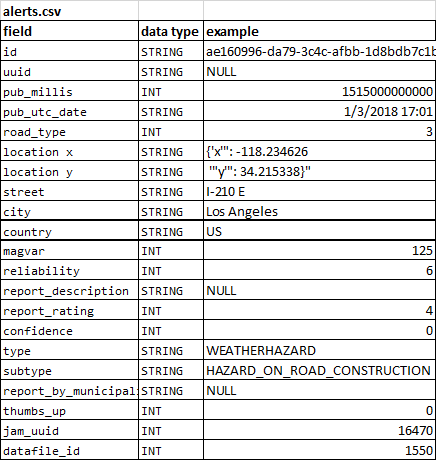 alerts.csv
field data type example
id STRING ae160996-da79-3c4c-afbb-1d8bdb7c1b
uuid STRING NULL
pub_millis INT 1515000000000
pub_utc_date STRING 1/3/2018 17:01
road_type INT 3
location x STRING {'x'": -118.234626
location y STRING '"y'": 34.215338}"
street STRING I-210 E
city STRING Los Angeles
country STRING US
magvar INT 125
reliability INT 6
report_description STRING NULL
report_rating INT 4
confidence INT 0
type STRING WEATHERHAZARD
subtype STRING HAZARD_ON_ROAD_CONSTRUCTION
report_by_municipal STRING NULL
thumbs_up INT 0
jam_uuid INT 16470
datafile_id INT 1550